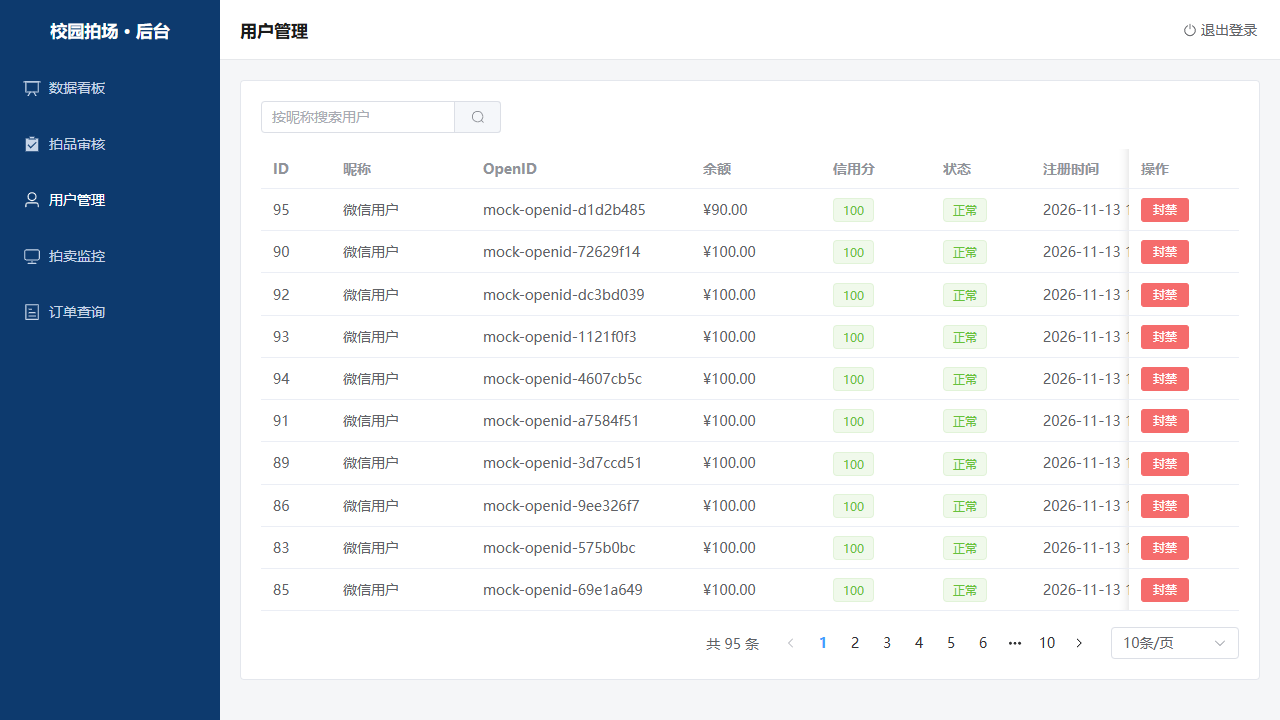 校园拍场 · 后台
数据看板
拍品审核
用户管理
拍卖监控
订单查询
用户管理
退出登录
按昵称搜索用户
ID 昵称 OpenID 余额 信用分 状态 注册时间 操作
95 微信用户 mock-openid-d1d2b485 ¥90.00 100 正常 2026-11-13 封禁
90 微信用户 mock-openid-72629f14 ¥100.00 100 正常 2026-11-13 封禁
92 微信用户 mock-openid-dc3bd039 ¥100.00 100 正常 2026-11-13 封禁
93 微信用户 mock-openid-1121f0f3 ¥100.00 100 正常 2026-11-13 封禁
94 微信用户 mock-openid-4607cb5c ¥100.00 100 正常 2026-11-13 封禁
91 微信用户 mock-openid-a7584f51 ¥100.00 100 正常 2026-11-13 封禁
89 微信用户 mock-openid-3d7ccd51 ¥100.00 100 正常 2026-11-13 封禁
86 微信用户 mock-openid-9ee326f7 ¥100.00 100 正常 2026-11-13 封禁
83 微信用户 mock-openid-575b0bc ¥100.00 100 正常 2026-11-13 封禁
85 微信用户 mock-openid-69e1a649 ¥100.00 100 正常 2026-11-13 封禁
共 95 条 1 2 3 4 5 6 ··· 10 10条/页